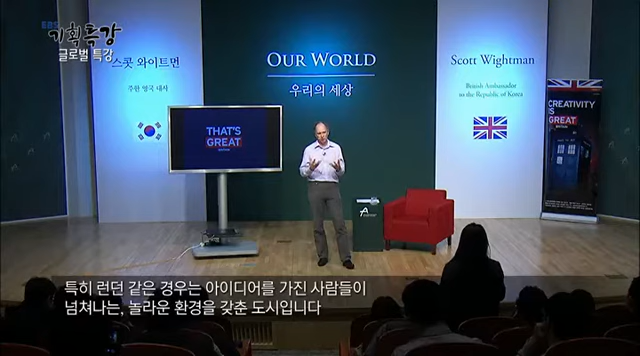 EBS
기획특강
글로벌 특강
스콧 와이트먼
주한 영국 대사
OUR WORLD
우리의 세상
Scott Wightman
British Ambassador
to the Republic of Korea
THAT'S
GREAT
BRITAIN
CREATIVITY
IS
GREAT
BRITAIN
특히 런던 같은 경우는 아이디어를 가진 사람들이
넘쳐나는, 놀라운 환경을 갖춘 도시입니다